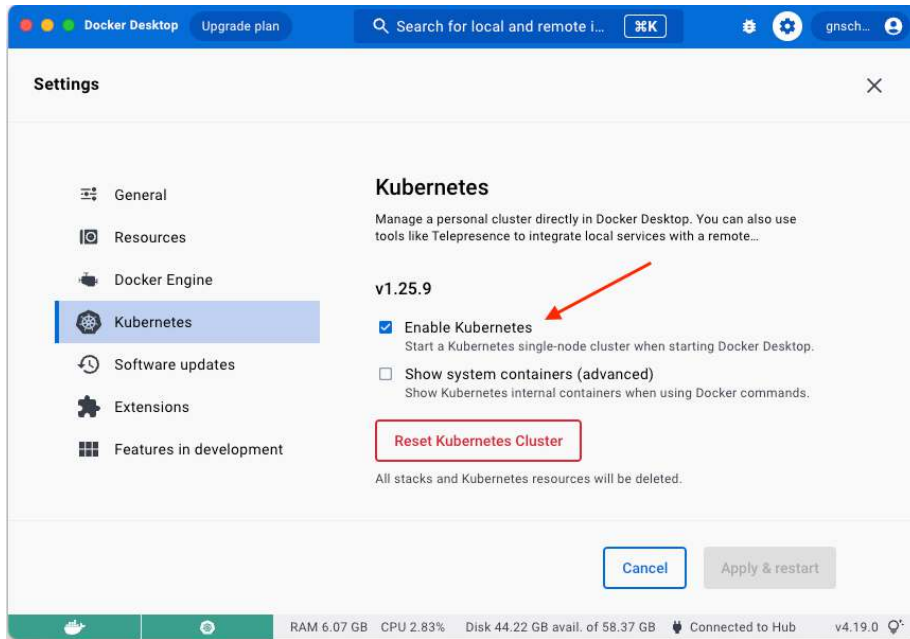 Docker Desktop Upgrade plan Search for local and remote i... ⌘K gnsch...
Settings
General
Resources
Docker Engine
Kubernetes
Software updates
Extensions
Features in development
Kubernetes
Manage a personal cluster directly in Docker Desktop. You can also use
tools like Telepresence to integrate local services with a remote...
v1.25.9
Enable Kubernetes
Start a Kubernetes single-node cluster when starting Docker Desktop.
Show system containers (advanced)
Show Kubernetes internal containers when using Docker commands.
Reset Kubernetes Cluster
All stacks and Kubernetes resources will be deleted.
Cancel Apply & restart
RAM 6.07 GB CPU 2.83% Disk 44.22 GB avail. of 58.37 GB Connected to Hub v4.19.0